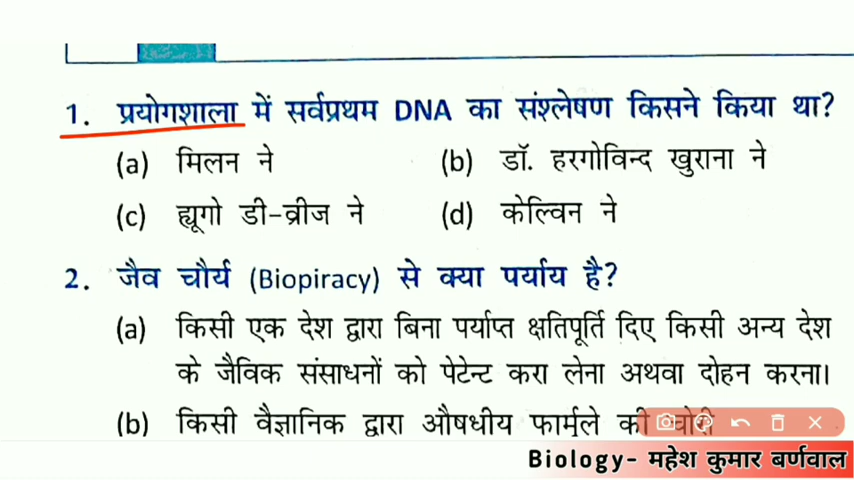 1. प्रयोगशाला में सर्वप्रथम DNA का संश्लेषण किसने किया था?
(a) मिलन ने (b) डॉ. हरगोविन्द खुराना ने
(c) ह्यूगो डी-व्रीज ने (d) केल्विन ने
2. जैव चौर्य (Biopiracy) से क्या पर्याय है?
(a) किसी एक देश द्वारा बिना पर्याप्त क्षतिपूर्ति दिए किसी अन्य देश
के जैविक संसाधनों को पेटेन्ट करा लेना अथवा दोहन करना।
(b) किसी वैज्ञानिक द्वारा औषधीय फार्मूले की चोरी
Biology- महेश कुमार बर्णवाल